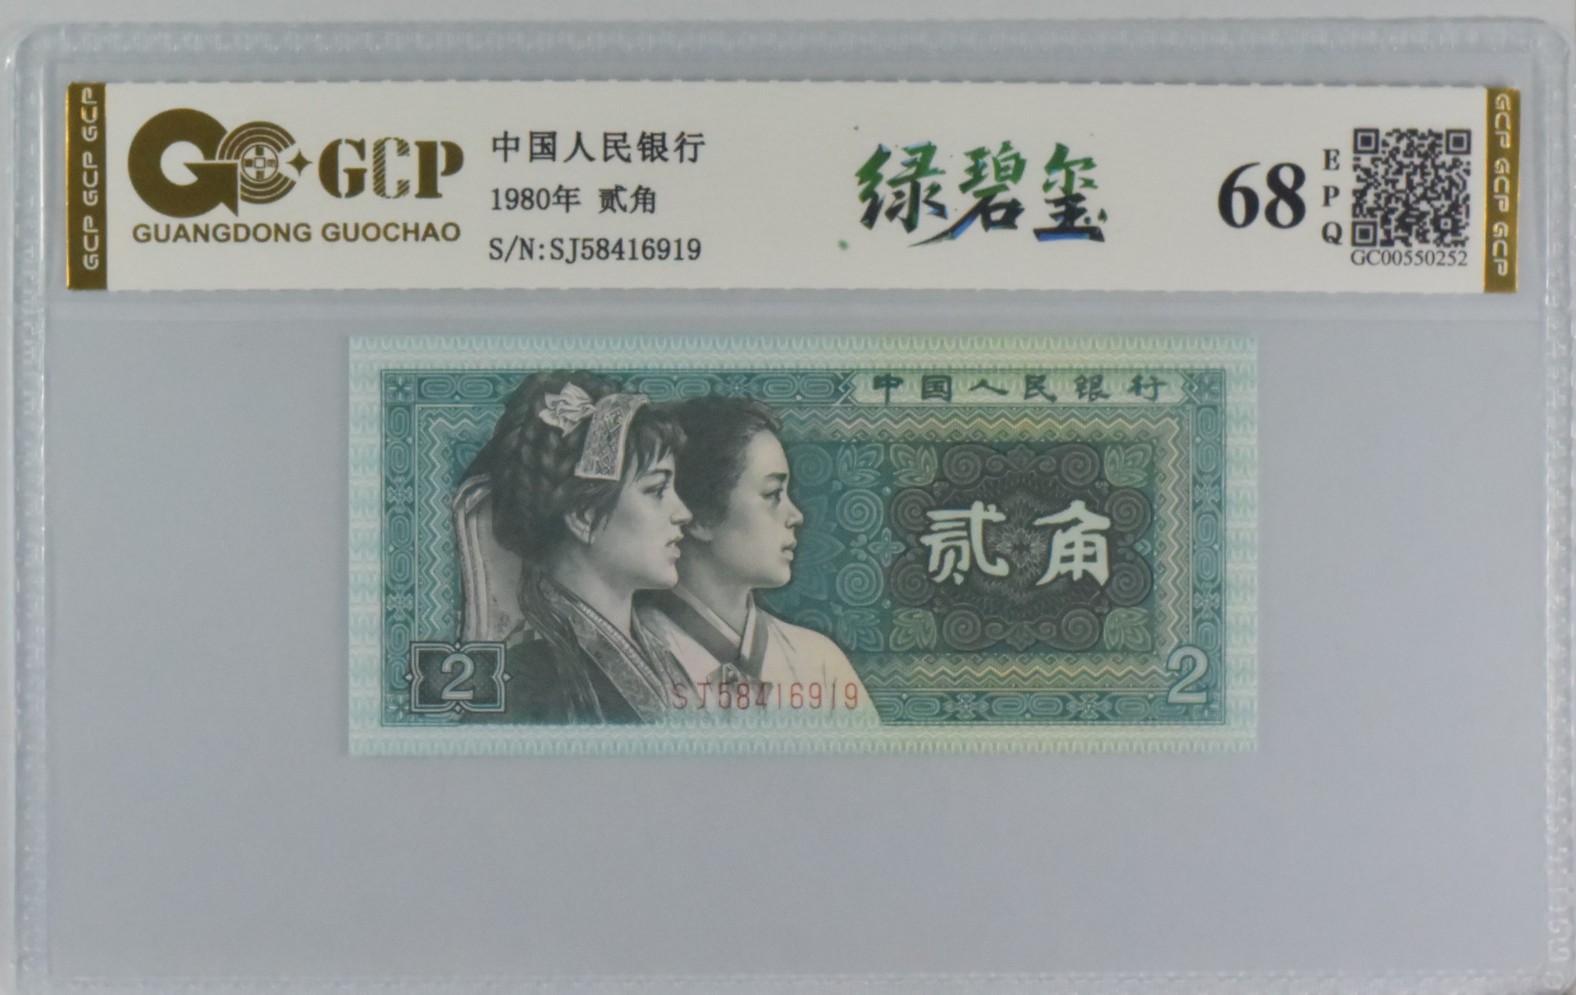 GCP GCP GCP
GCP
GUANGDONG GUOCHAO
中国人民银行
1980年 贰角
S/N:SJ58416919
绿碧玺
68
EPQ
GC00550252
GCP GCP GCP
中国人民银行
贰角
2
SJ58416919
2